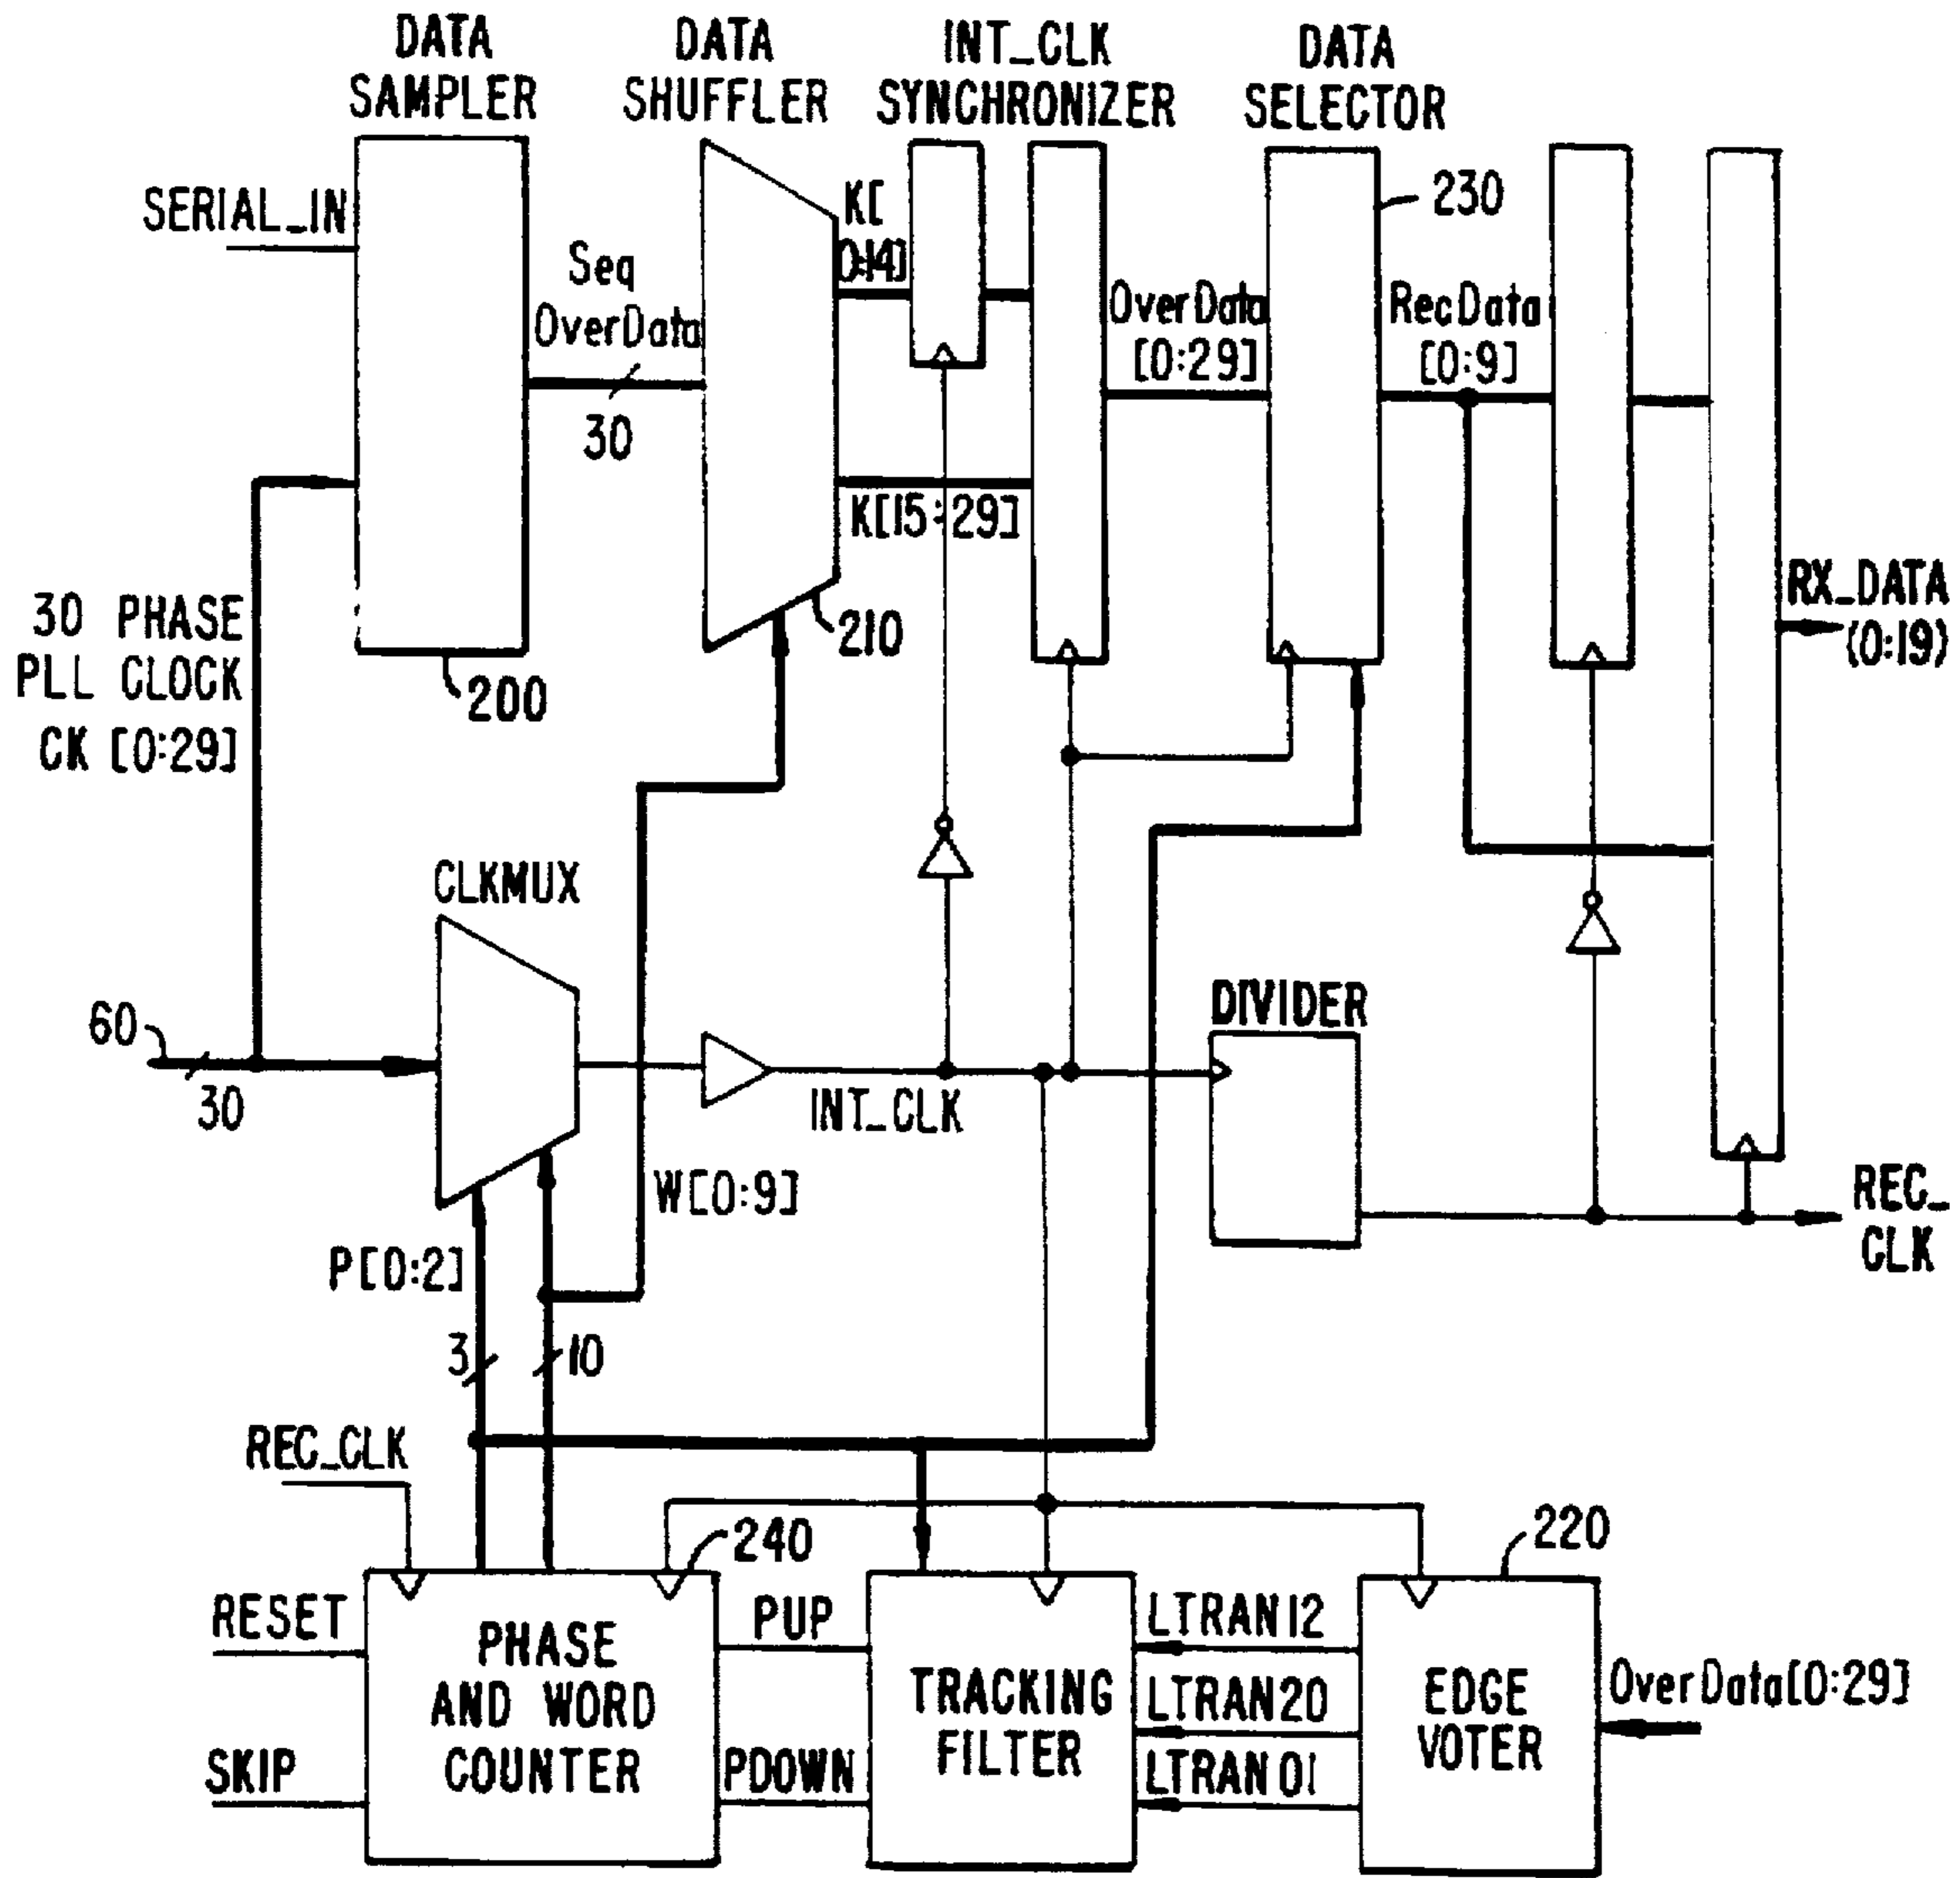 DATA
SAMPLER
DATA
SHUFFLER
INT_CLK
SYNCHRONIZER
DATA
SELECTOR
SERIAL_IN
Seq
OverData
30
K[
0:14]
K[15:29]
OverData
[0:29]
230
RecData
[0:9]
RX_DATA
(0:19)
30 PHASE
PLL CLOCK
CK [0:29]
200
210
CLKMUX
60
30
INT_CLK
DIVIDER
W[0:9]
P[0:2]
REC_
CLK
3
10
REC_CLK
240
220
RESET
SKIP
PHASE
AND WORD
COUNTER
PUP
PDOWN
TRACKING
FILTER
LTRAN12
LTRAN20
LTRAN01
EDGE
VOTER
OverData[0:29]